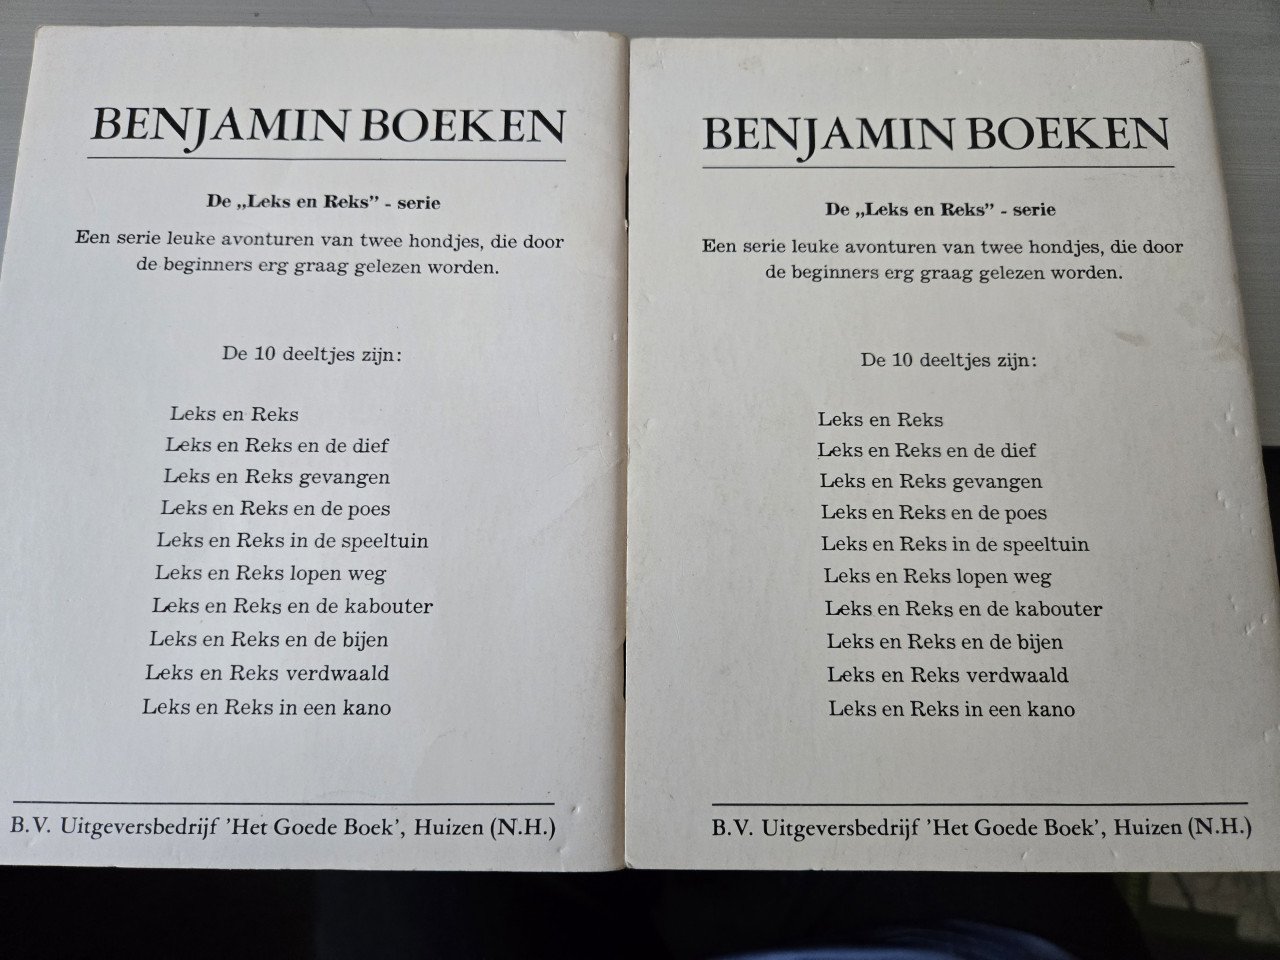 BENJAMIN BOEKEN
De „Leks en Reks” - serie
Een serie leuke avonturen van twee hondjes, die door
de beginners erg graag gelezen worden.
De 10 deeltjes zijn:
Leks en Reks
Leks en Reks en de dief
Leks en Reks gevangen
Leks en Reks en de poes
Leks en Reks in de speeltuin
Leks en Reks lopen weg
Leks en Reks en de kabouter
Leks en Reks en de bijen
Leks en Reks verdwaald
Leks en Reks in een kano
B.V. Uitgeversbedrijf 'Het Goede Boek', Huizen (N.H.)
BENJAMIN BOEKEN
De „Leks en Reks” - serie
Een serie leuke avonturen van twee hondjes, die door
de beginners erg graag gelezen worden.
De 10 deeltjes zijn:
Leks en Reks
Leks en Reks en de dief
Leks en Reks gevangen
Leks en Reks en de poes
Leks en Reks in de speeltuin
Leks en Reks lopen weg
Leks en Reks en de kabouter
Leks en Reks en de bijen
Leks en Reks verdwaald
Leks en Reks in een kano
B.V. Uitgeversbedrijf 'Het Goede Boek', Huizen (N.H.)